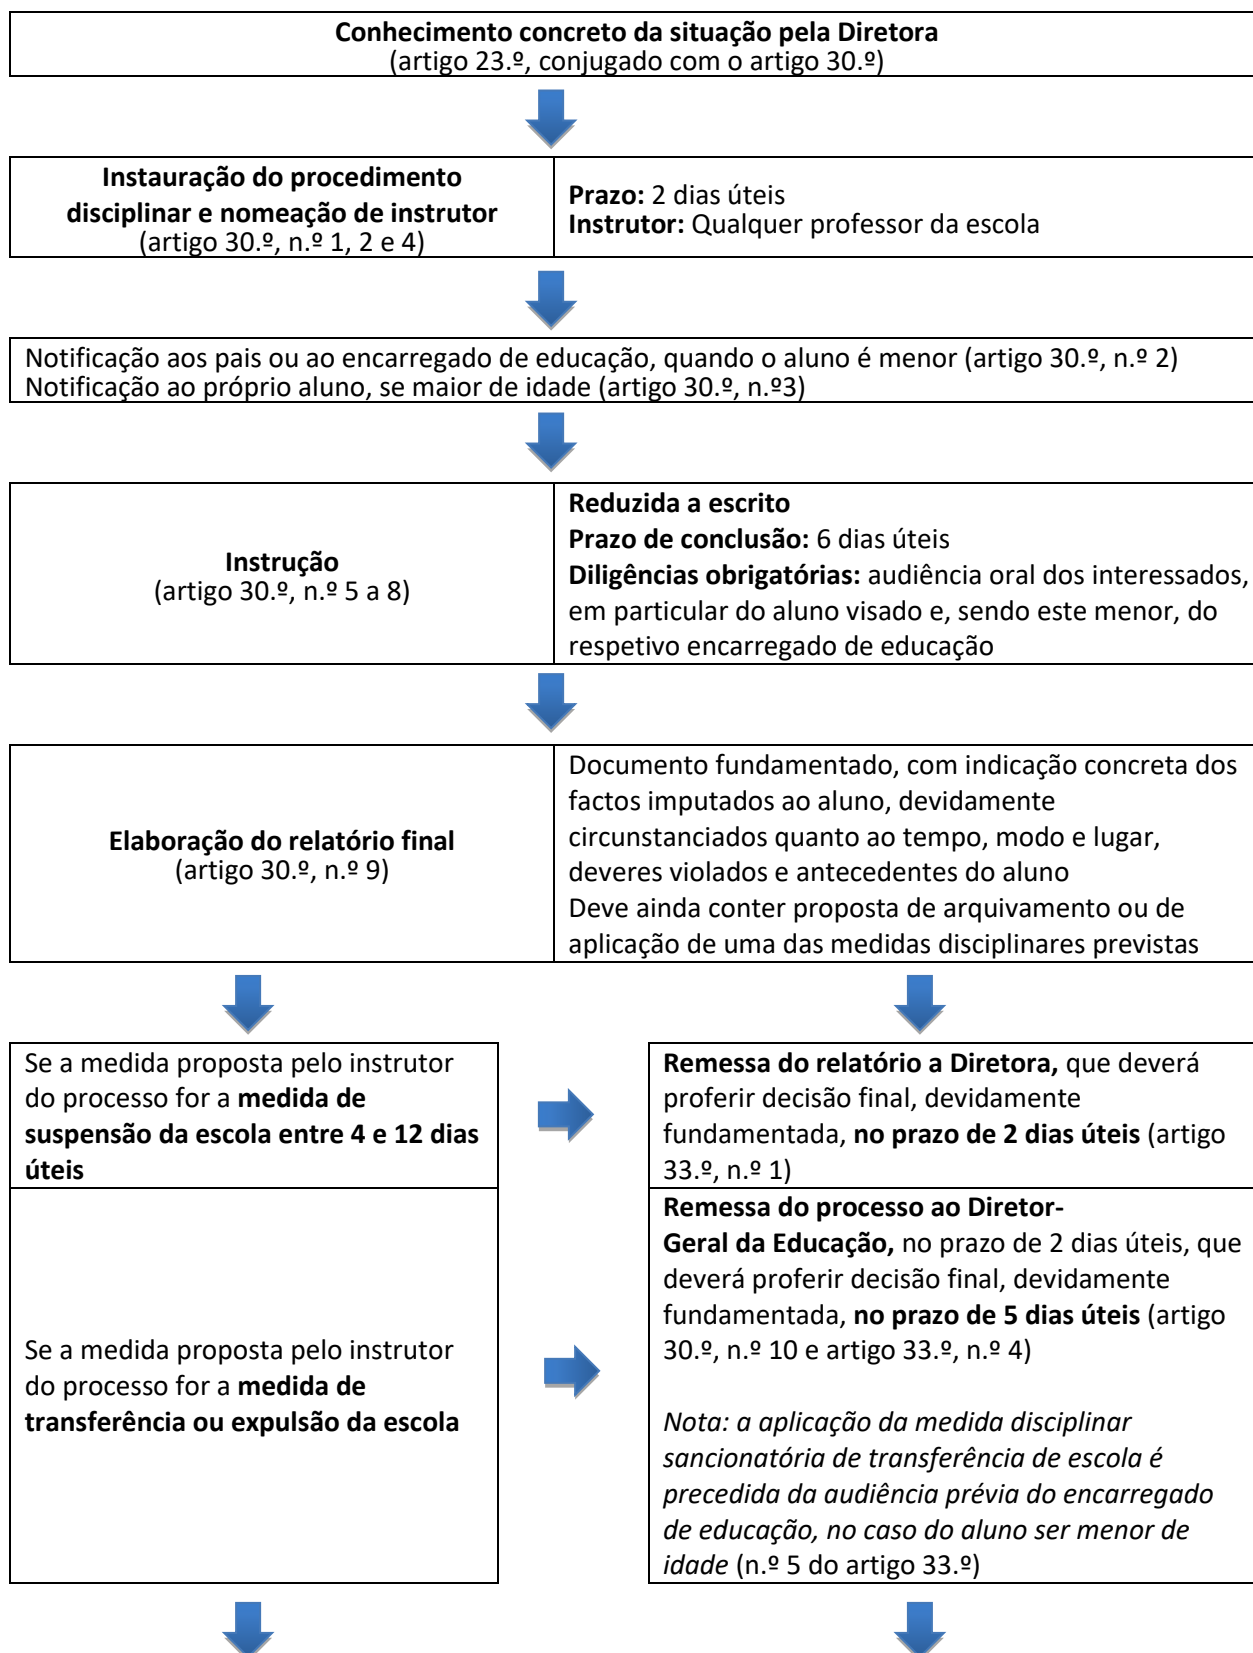 Conhecimento concreto da situação pela Diretora
(artigo 23.º, conjugado com o artigo 30.º)
Instauração do procedimento
disciplinar e nomeação de instrutor
(artigo 30.º, n.º 1, 2 e 4)
Prazo: 2 dias úteis
Instrutor: Qualquer professor da escola
Notificação aos pais ou ao encarregado de educação, quando o aluno é menor (artigo 30.º, n.º 2)
Notificação ao próprio aluno, se maior de idade (artigo 30.º, n.º3)
Instrução
(artigo 30.º, n.º 5 a 8)
Reduzida a escrito
Prazo de conclusão: 6 dias úteis
Diligências obrigatórias: audiência oral dos interessados,
em particular do aluno visado e, sendo este menor, do
respetivo encarregado de educação
Elaboração do relatório final
(artigo 30.º, n.º 9)
Documento fundamentado, com indicação concreta dos
factos imputados ao aluno, devidamente
circunstanciados quanto ao tempo, modo e lugar,
deveres violados e antecedentes do aluno
Deve ainda conter proposta de arquivamento ou de
aplicação de uma das medidas disciplinares previstas
Se a medida proposta pelo instrutor
do processo for a medida de
suspensão da escola entre 4 e 12 dias
úteis
Remessa do relatório a Diretora, que deverá
proferir decisão final, devidamente
fundamentada, no prazo de 2 dias úteis (artigo
33.º, n.º 1)
Se a medida proposta pelo instrutor
do processo for a medida de
transferência ou expulsão da escola
Remessa do processo ao Diretor-
Geral da Educação, no prazo de 2 dias úteis, que
deverá proferir decisão final, devidamente
fundamentada, no prazo de 5 dias úteis (artigo
30.º, n.º 10 e artigo 33.º, n.º 4)
Nota: a aplicação da medida disciplinar
sancionatória de transferência de escola é
precedida da audiência prévia do encarregado
de educação, no caso do aluno ser menor de
idade (n.º 5 do artigo 33.º)